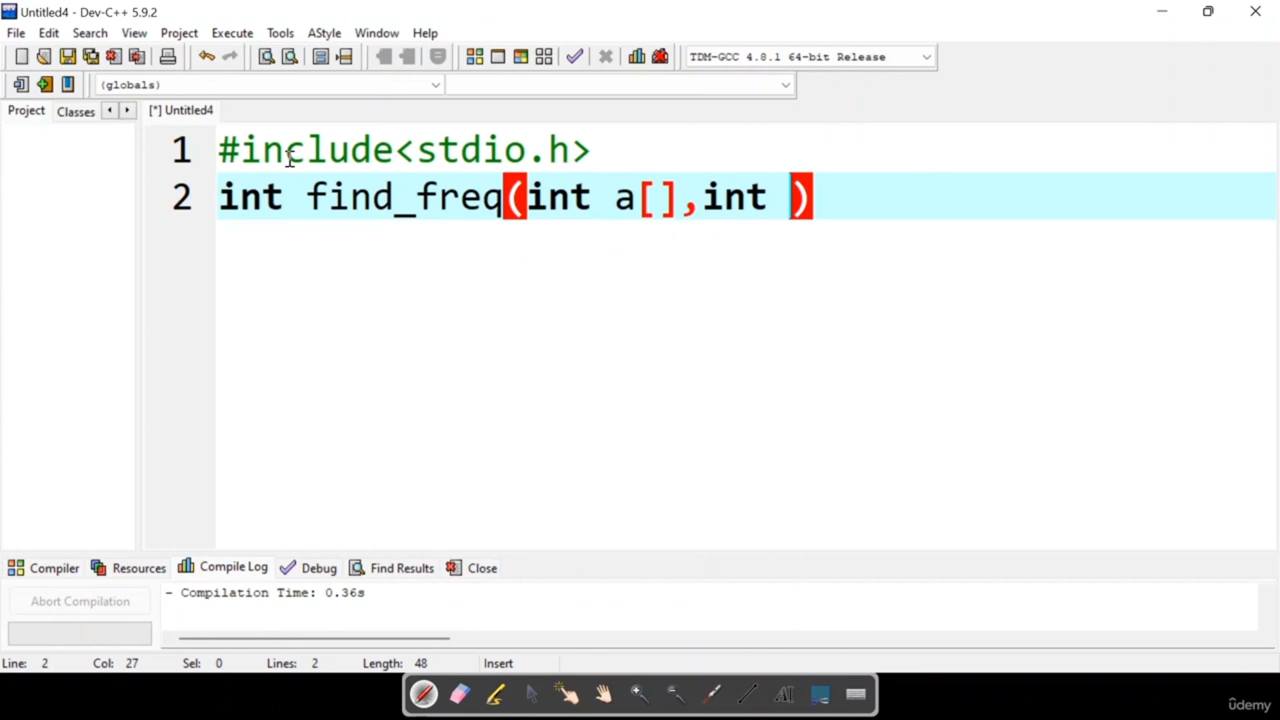 Untitled4 - Dev-C++ 5.9.2
File Edit Search View Project Execute Tools AStyle Window Help
TDM-GCC 4.8.1 64-bit Release
(globals)
Project Classes [*] Untitled4
1 #include<stdio.h>
2 int find_freq(int a[],int )
Compiler Resources Compile Log Debug Find Results Close
Abort Compilation
- Compilation Time: 0.36s
Line: 2 Col: 27 Sel: 0 Lines: 2 Length: 48 Insert
AI
ûdemy